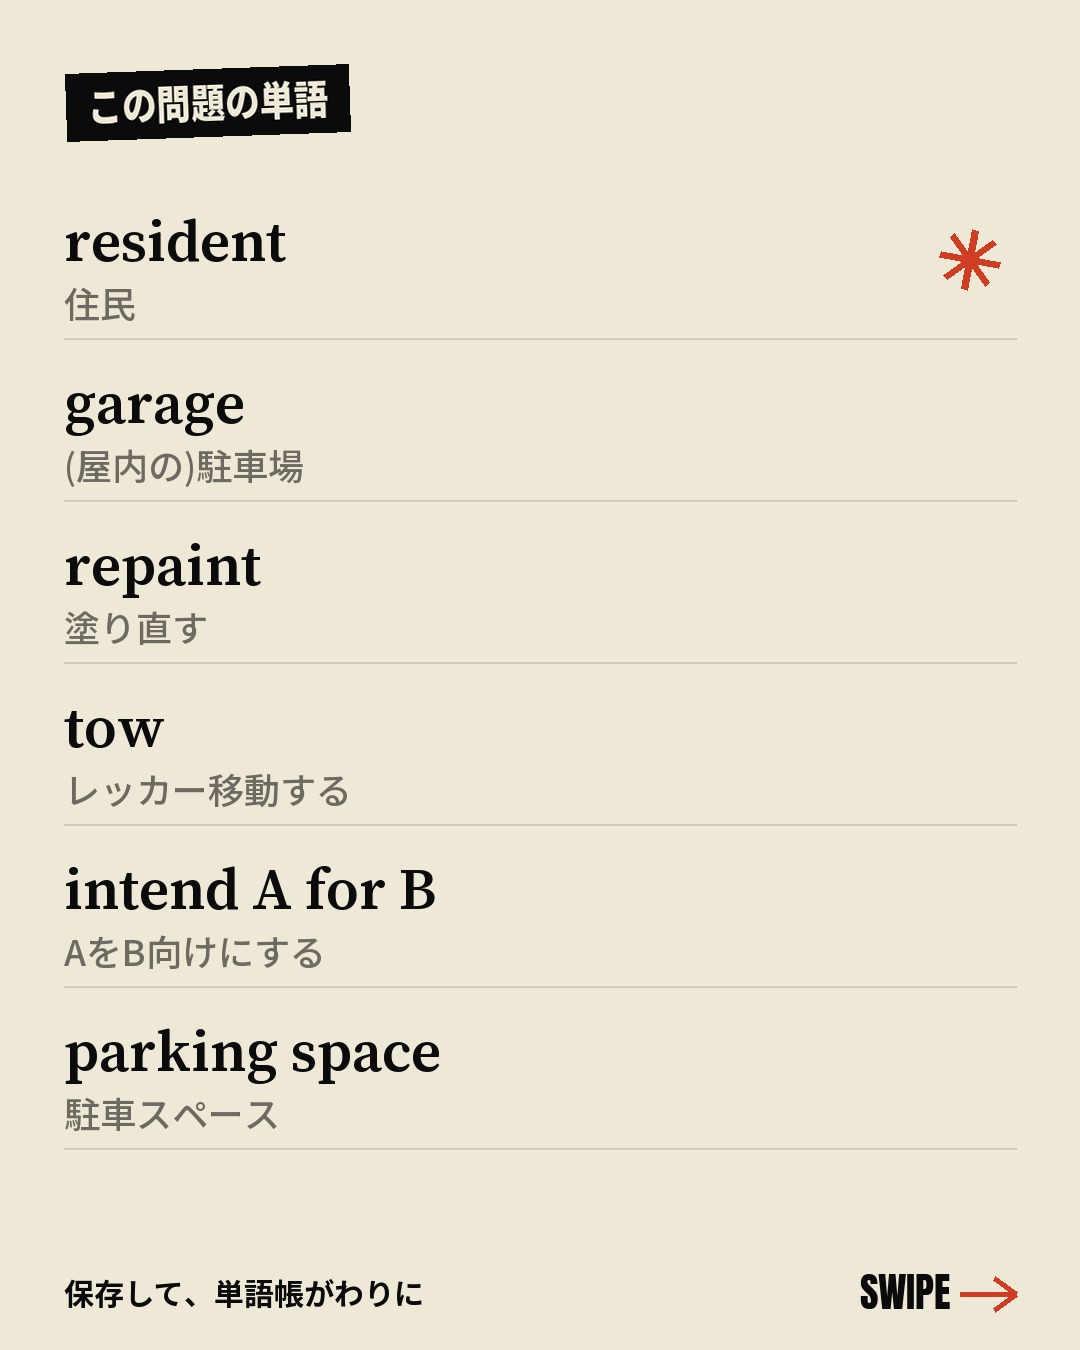 この問題の単語
resident
住民
garage
(屋内の)駐車場
repaint
塗り直す
tow
レッカー移動する
intend A for B
AをB向けにする
parking space
駐車スペース
保存して、単語帳がわりに
SWIPE